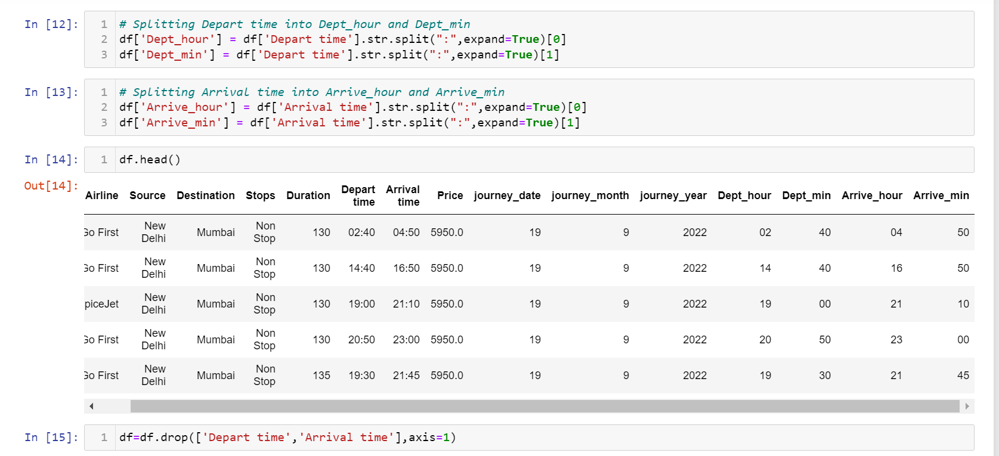 In [12]:
1 # Splitting Depart time into Dept_hour and Dept_min
2 df['Dept_hour'] = df['Depart time'].str.split(":",expand=True)[0]
3 df['Dept_min'] = df['Depart time'].str.split(":",expand=True)[1]
In [13]:
1 # Splitting Arrival time into Arrive_hour and Arrive_min
2 df['Arrive_hour'] = df['Arrival time'].str.split(":",expand=True)[0]
3 df['Arrive_min'] = df['Arrival time'].str.split(":",expand=True)[1]
In [14]:
1 df.head()
Out[14]:
Airline Source Destination Stops Duration Depart time Arrival time Price journey_date journey_month journey_year Dept_hour Dept_min Arrive_hour Arrive_min
Go First New Delhi Mumbai Non Stop 130 02:40 04:50 5950.0 19 9 2022 02 40 04 50
Go First New Delhi Mumbai Non Stop 130 14:40 16:50 5950.0 19 9 2022 14 40 16 50
piceJet New Delhi Mumbai Non Stop 130 19:00 21:10 5950.0 19 9 2022 19 00 21 10
Go First New Delhi Mumbai Non Stop 130 20:50 23:00 5950.0 19 9 2022 20 50 23 00
Go First New Delhi Mumbai Non Stop 135 19:30 21:45 5950.0 19 9 2022 19 30 21 45
In [15]:
1 df=df.drop(['Depart time','Arrival time'],axis=1)